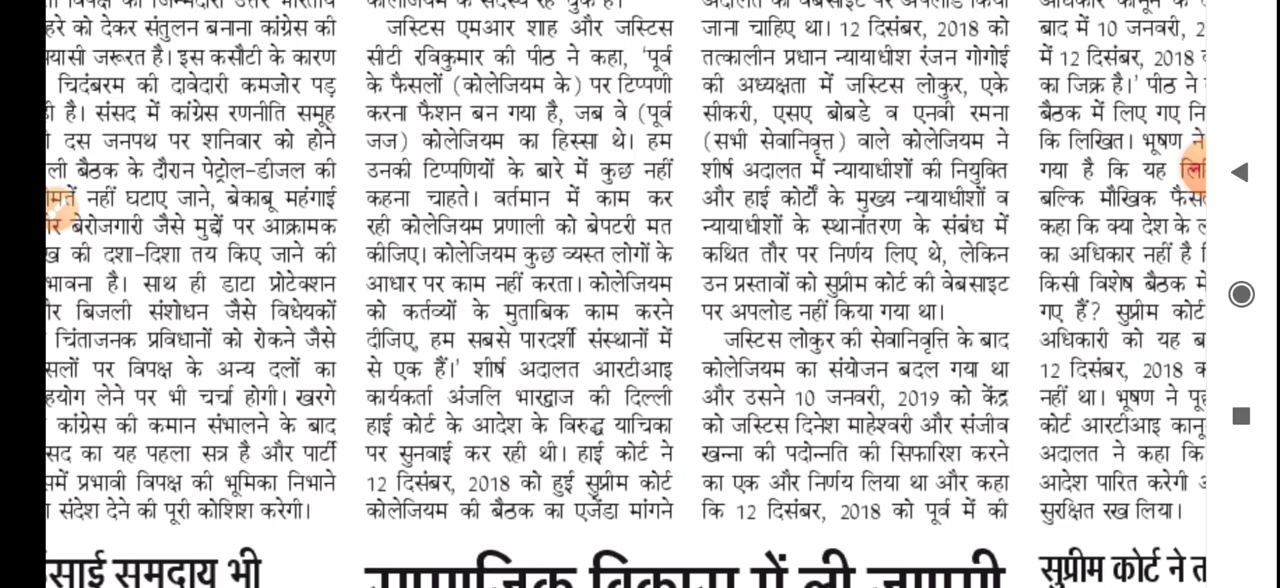 हरे को देकर संतुलन बनाना कांग्रेस की
यासी जरूरत है। इस कसौटी के कारण
चिदंबरम की दावेदारी कमजोर पड़
ी है। संसद में कांग्रेस रणनीति समूह
दस जनपथ पर शनिवार को होने
ली बैठक के दौरान पेट्रोल-डीजल की
मतें नहीं घटाए जाने, बेकाबू महंगाई
र बेरोजगारी जैसे मुद्दों पर आक्रामक
ख की दशा-दिशा तय किए जाने की
भावना है। साथ ही डाटा प्रोटेक्शन
र बिजली संशोधन जैसे विधेयकों
चिंताजनक प्रविधानों को रोकने जैसे
सलों पर विपक्ष के अन्य दलों का
हयोग लेने पर भी चर्चा होगी। खरगे
कांग्रेस की कमान संभालने के बाद
सद का यह पहला सत्र है और पार्टी
समें प्रभावी विपक्ष की भूमिका निभाने
संदेश देने की पूरी कोशिश करेगी।
साई समुदाय भी
जस्टिस एमआर शाह और जस्टिस
सीटी रविकुमार की पीठ ने कहा, 'पूर्व
के फैसलों (कोलेजियम के) पर टिप्पणी
करना फैशन बन गया है, जब वे (पूर्व
जज) कोलेजियम का हिस्सा थे। हम
उनकी टिप्पणियों के बारे में कुछ नहीं
कहना चाहते। वर्तमान में काम कर
रही कोलेजियम प्रणाली को बेपटरी मत
कीजिए। कोलेजियम कुछ व्यस्त लोगों के
आधार पर काम नहीं करता। कोलेजियम
को कर्तव्यों के मुताबिक काम करने
दीजिए, हम सबसे पारदर्शी संस्थानों में
से एक हैं।' शीर्ष अदालत आरटीआइ
कार्यकर्ता अंजलि भारद्वाज की दिल्ली
हाई कोर्ट के आदेश के विरुद्ध याचिका
पर सुनवाई कर रही थी। हाई कोर्ट ने
12 दिसंबर, 2018 को हुई सुप्रीम कोर्ट
कोलेजियम की बैठक का एजेंडा मांगने
जाना चाहिए था। 12 दिसंबर, 2018 को
तत्कालीन प्रधान न्यायाधीश रंजन गोगोई
की अध्यक्षता में जस्टिस लोकुर, एके
सीकरी, एसए बोबडे व एनवी रमना
(सभी सेवानिवृत्त) वाले कोलेजियम ने
शीर्ष अदालत में न्यायाधीशों की नियुक्ति
और हाई कोर्टों के मुख्य न्यायाधीशों व
न्यायाधीशों के स्थानांतरण के संबंध में
कथित तौर पर निर्णय लिए थे, लेकिन
उन प्रस्तावों को सुप्रीम कोर्ट की वेबसाइट
पर अपलोड नहीं किया गया था।
जस्टिस लोकुर की सेवानिवृत्ति के बाद
कोलेजियम का संयोजन बदल गया था
और उसने 10 जनवरी, 2019 को केंद्र
को जस्टिस दिनेश माहेश्वरी और संजीव
खन्ना की पदोन्नति की सिफारिश करने
का एक और निर्णय लिया था और कहा
कि 12 दिसंबर, 2018 को पूर्व में की
बाद में 10 जनवरी, 2
में 12 दिसंबर, 2018
का जिक्र है।' पीठ ने
बैठक में लिए गए नि
कि लिखित। भूषण ने
गया है कि यह लि
बल्कि मौखिक फैस
कहा कि क्या देश के
का अधिकार नहीं है
किसी विशेष बैठक मे
गए हैं? सुप्रीम कोर्ट
अधिकारी को यह ब
12 दिसंबर, 2018
नहीं था। भूषण ने पू
कोर्ट आरटीआइ कानू
अदालत ने कहा कि
आदेश पारित करेगी
सुरक्षित रख लिया।
सुप्रीम कोर्ट ने त